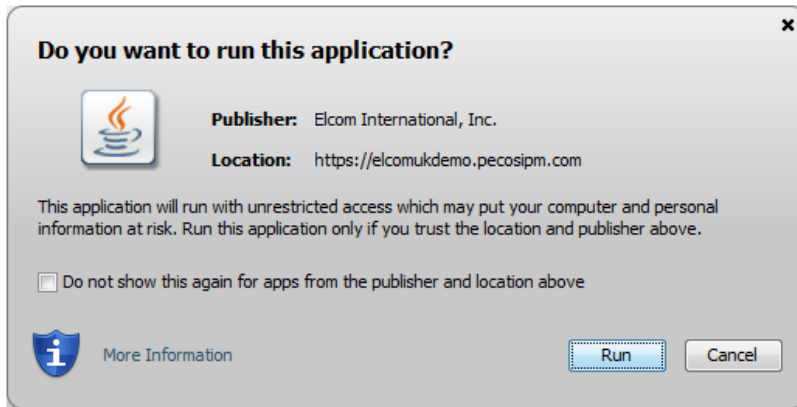 Do you want to run this application?
Publisher: Elcom International, Inc.
Location: https://elcomukdemo.pecosipm.com
This application will run with unrestricted access which may put your computer and personal
information at risk. Run this application only if you trust the location and publisher above.
Do not show this again for apps from the publisher and location above
More Information
Run
Cancel